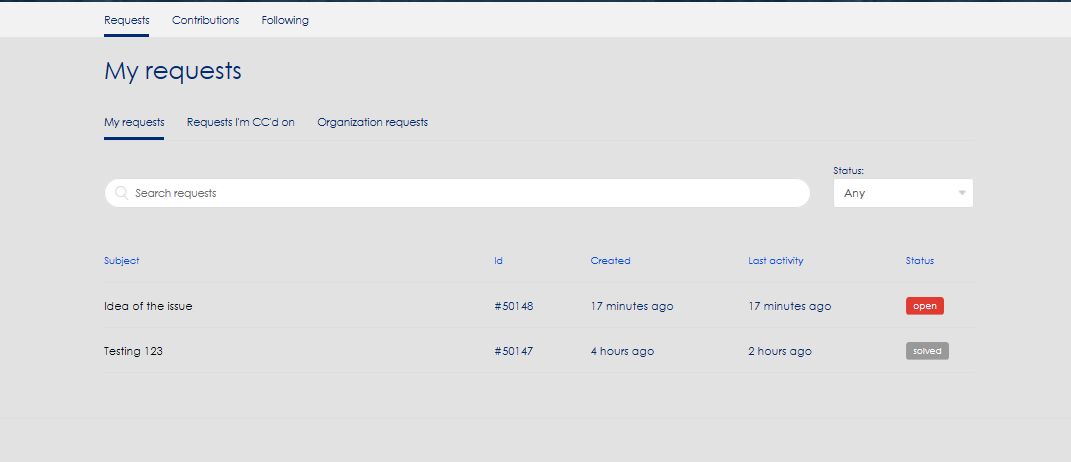 Requests Contributions Following
My requests
My requests Requests I'm CC'd on Organization requests
Status:
Search requests Any
Subject Id Created Last activity Status
Idea of the issue #50148 17 minutes ago 17 minutes ago open
Testing 123 #50147 4 hours ago 2 hours ago solved